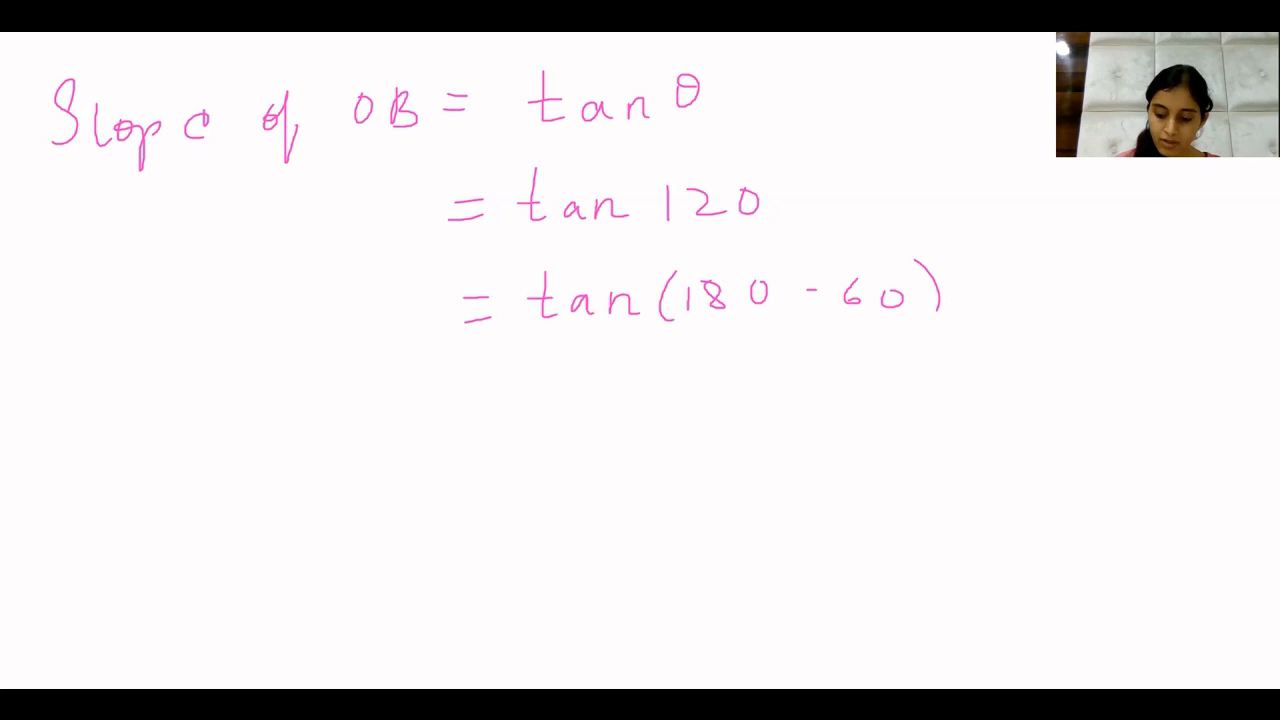 Slope of OB = tan θ
= tan 120
= tan(180 - 60)